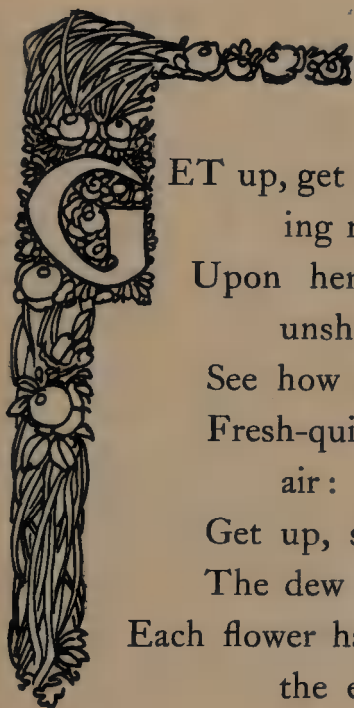 GET up, get
ing
Upon her
unsh
See how
Fresh-qui
air:
Get up, s
The dew
Each flower ha
the e